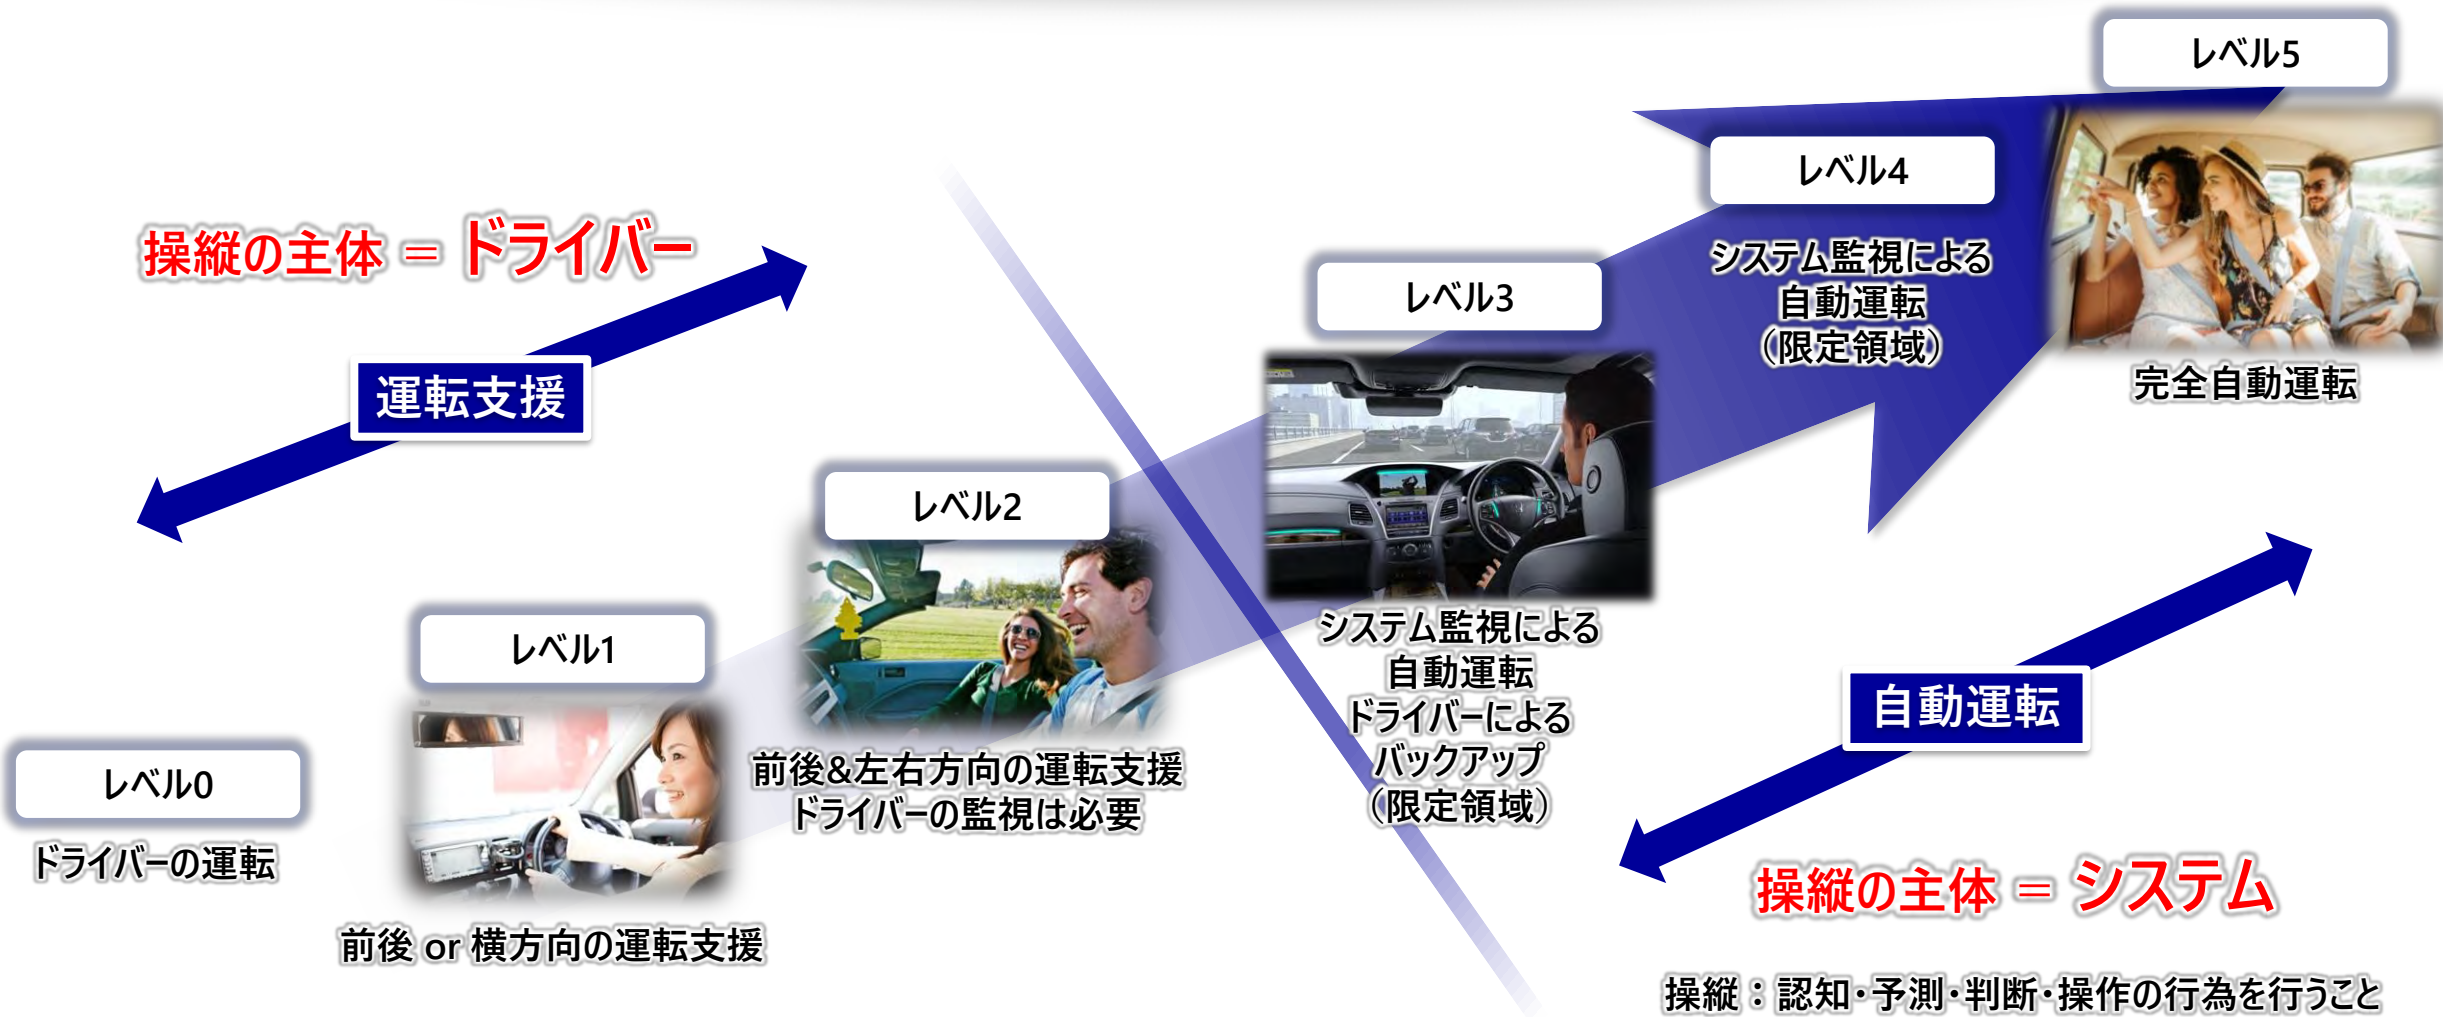 レベル5
レベル4
システム監視による
自動運転
（限定領域）
完全自動運転
操縦の主体 ＝ ドライバー
運転支援
レベル3
システム監視による
自動運転
ドライバーによる
バックアップ
（限定領域）
レベル2
前後&左右方向の運転支援
ドライバーの監視は必要
レベル1
前後 or 横方向の運転支援
レベル0
ドライバーの運転
自動運転
操縦の主体 ＝ システム
操縦：認知･予測･判断･操作の行為を行うこと